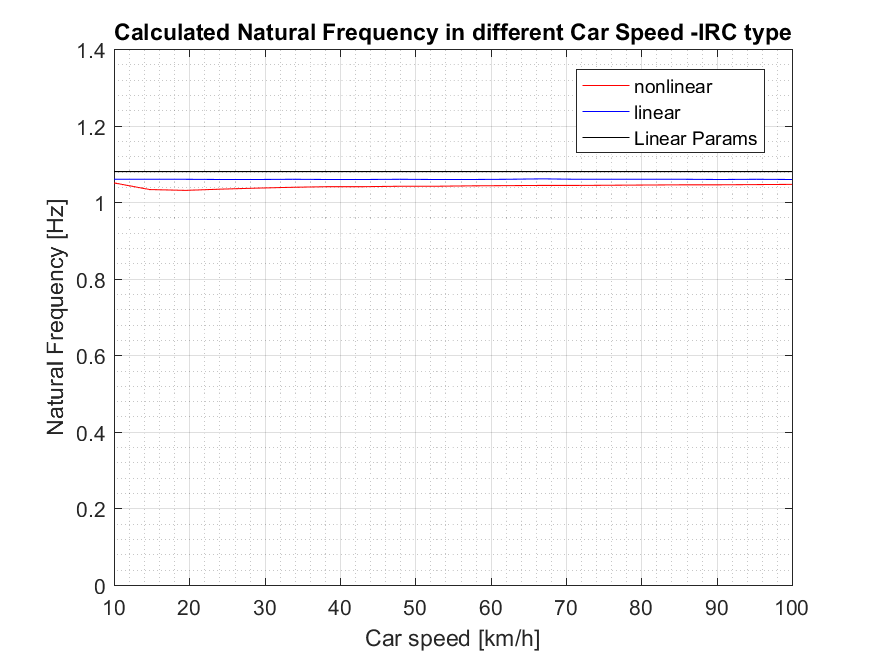 Calculated Natural Frequency in different Car Speed -IRC type
1.4
1.2
1
0.8
0.6
0.4
0.2
0
Natural Frequency [Hz]
nonlinear
linear
Linear Params
10 20 30 40 50 60 70 80 90 100
Car speed [km/h]